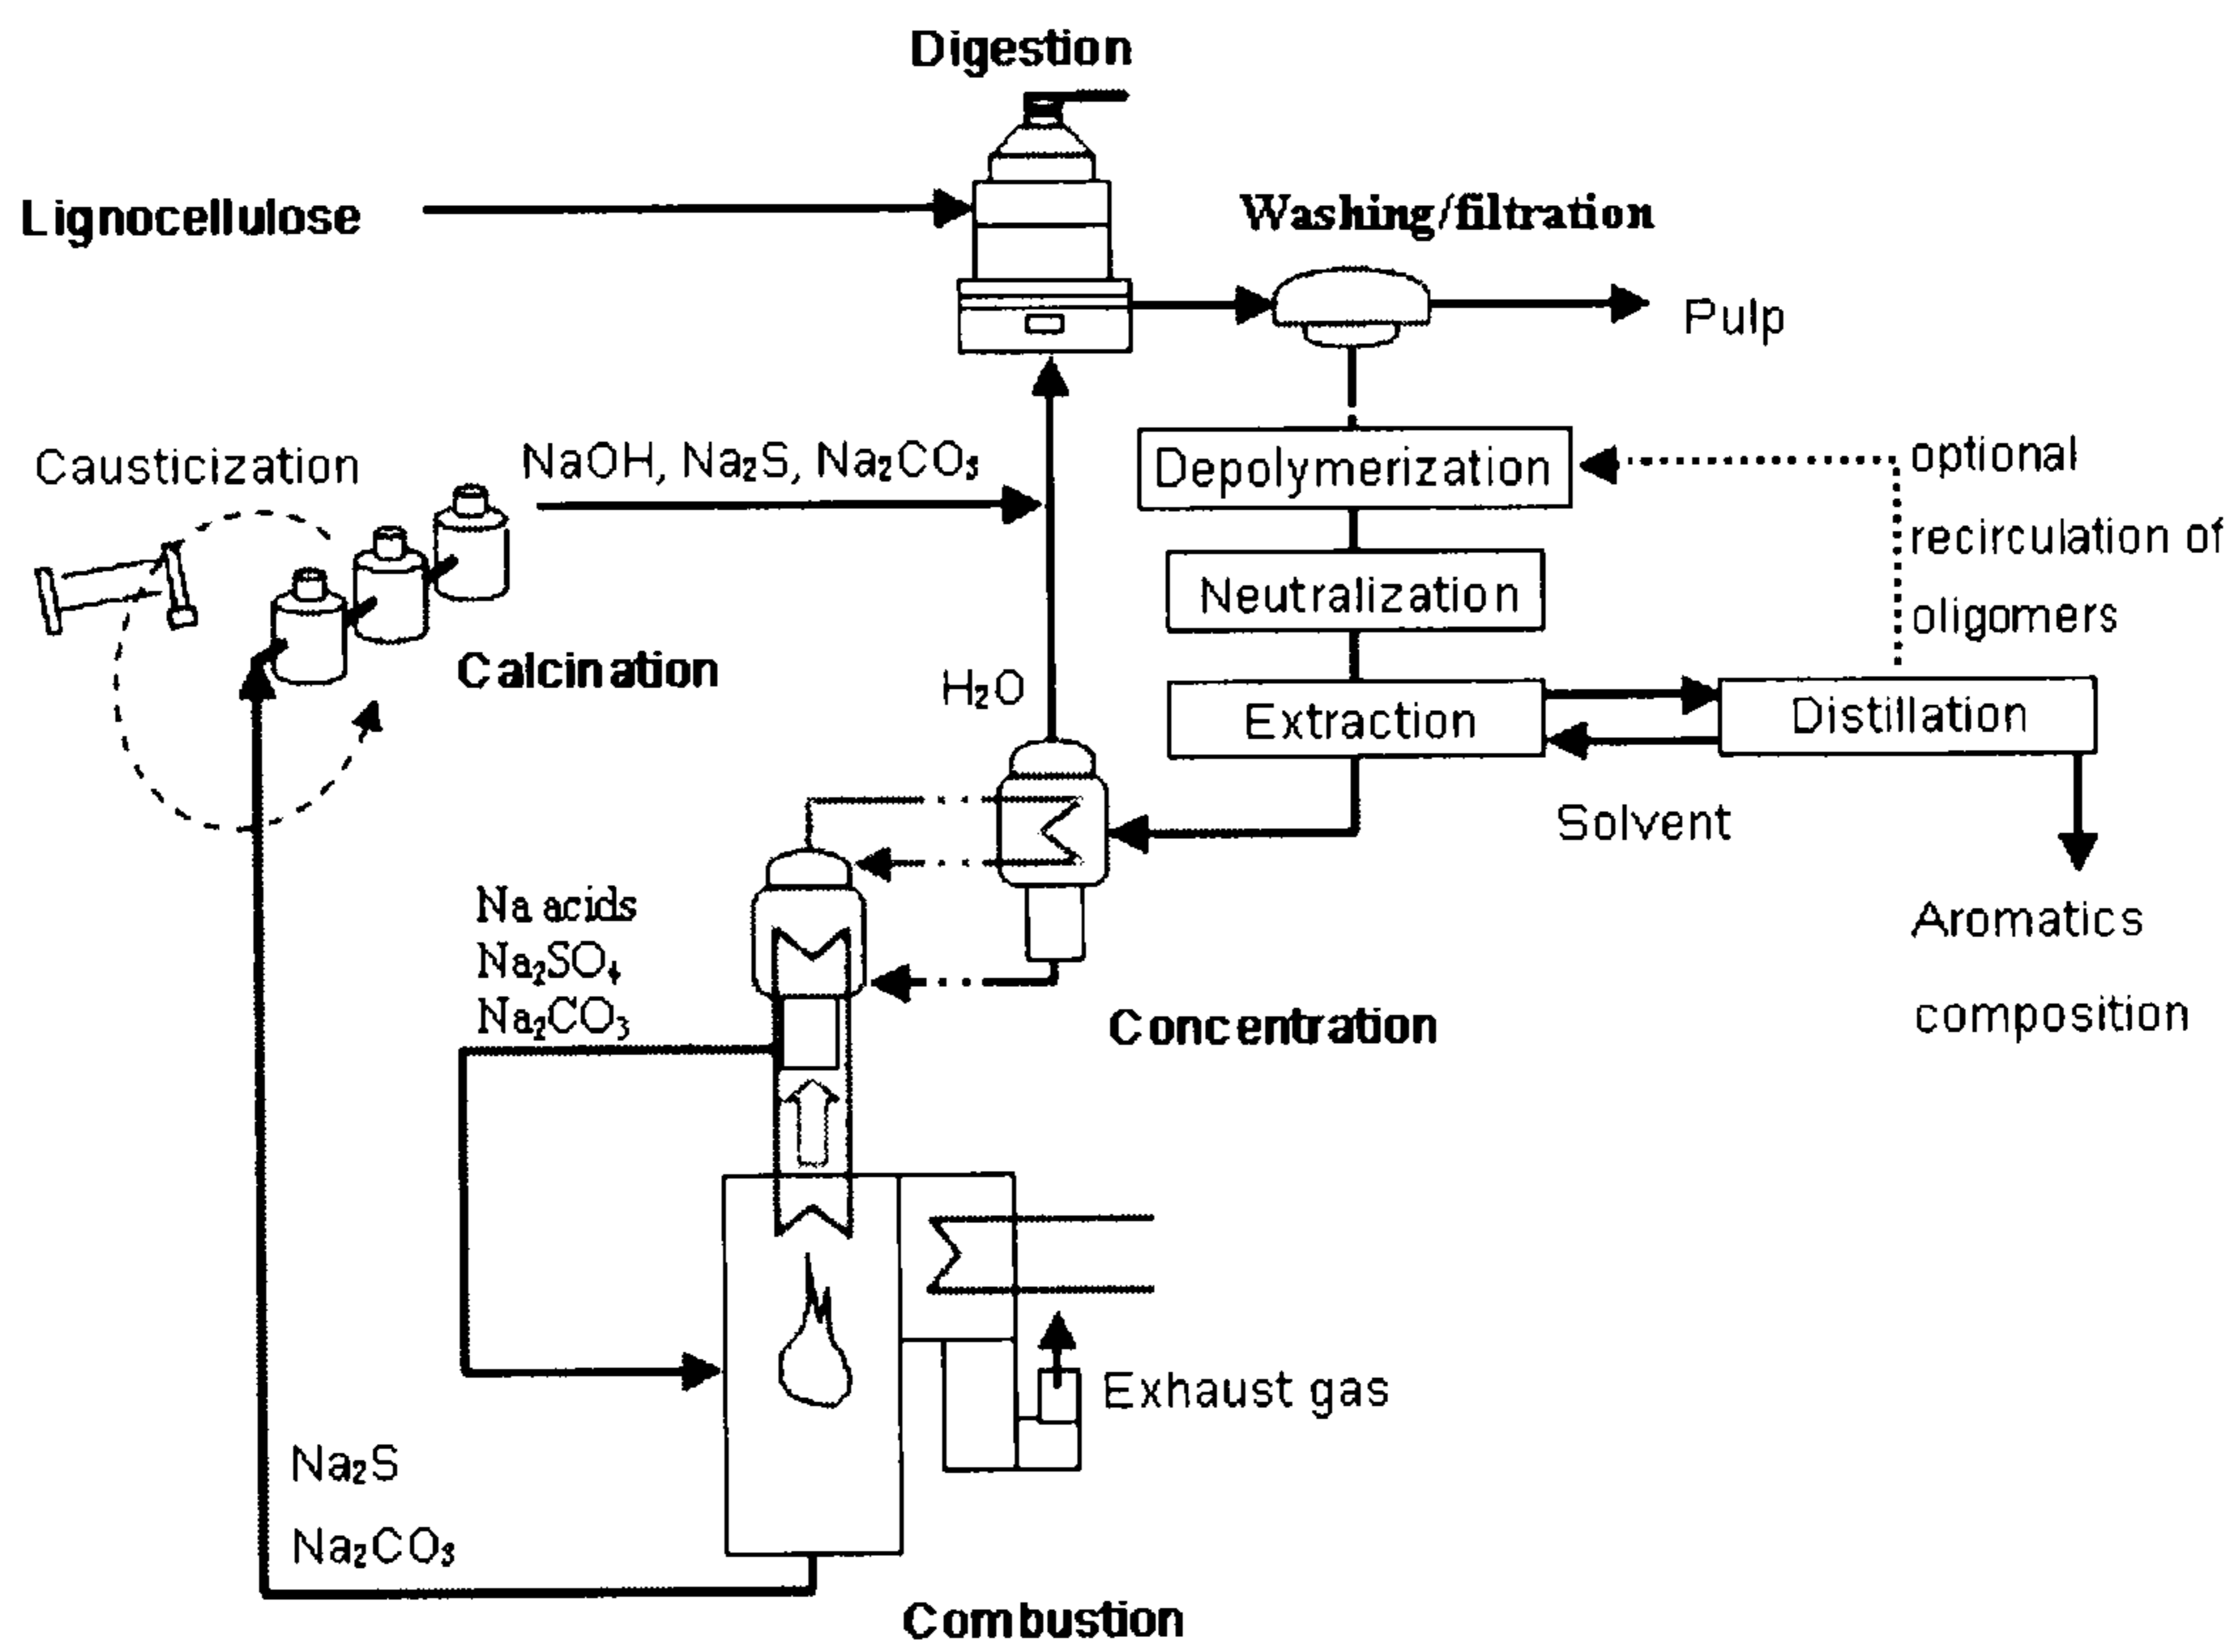 Digestion
Lignocellulose
Washing/filtration
Pulp
Causticization
NaOH, Na₂S, Na₂CO₃
Depolymerization
optional
recirculation of
oligomers
Neutralization
Calcination
H₂O
Extraction
Distillation
Solvent
Na acids
Na₂SO₄
Na₂CO₃
Aromatics
composition
Concentration
Exhaust gas
Na₂S
Na₂CO₃
Combustion